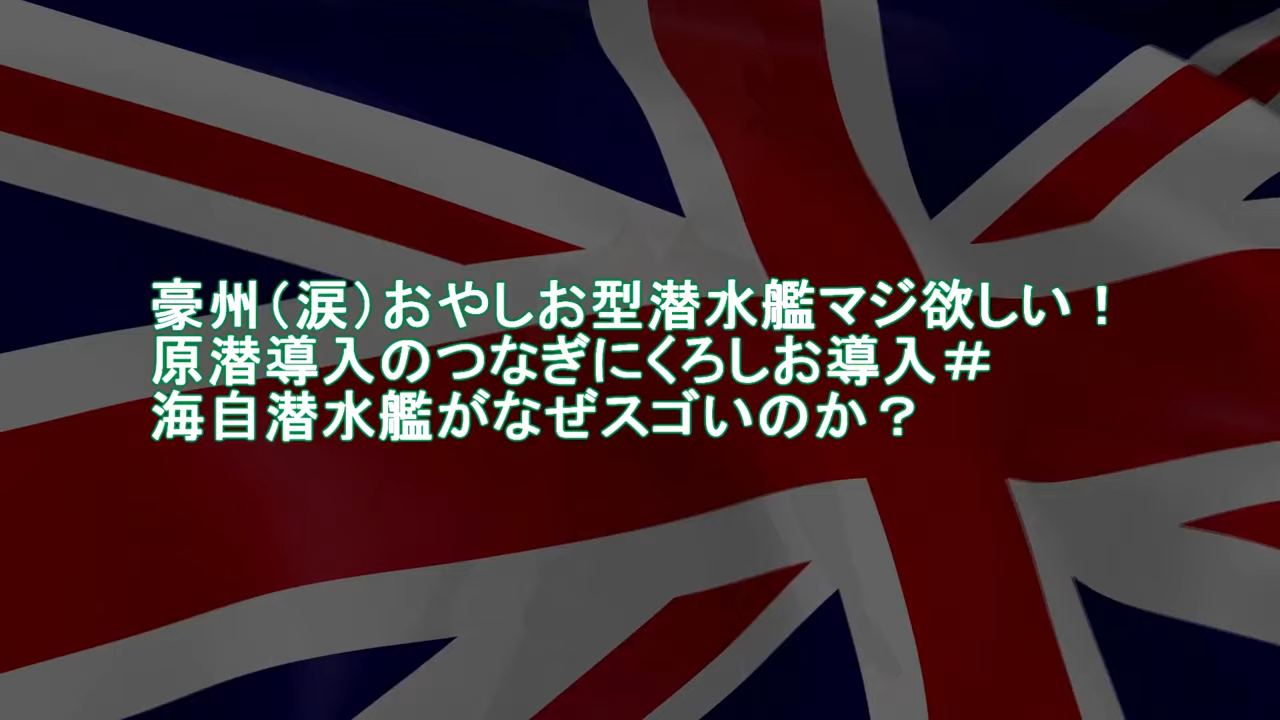 豪州（涙）おやしお型潜水艦マジ欲しい！
原潜導入のつなぎにくろしお導入＃
海自潜水艦がなぜスゴいのか？